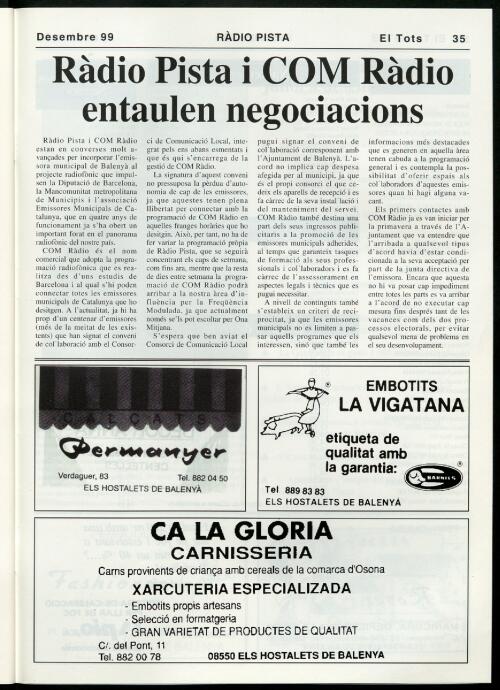 Desembre 99 RÀDIO PISTA El Tots 35
Ràdio Pista i COM Ràdio
entaulen negociacions
Ràdio Pista i COM Ràdio
estan en converses molt a-
vançades per incorporar l'emis-
sora municipal de Balenyà al
projecte radiofònic que impul-
sen la Diputació de Barcelona,
la Mancomunitat metropolitana
de Municipis i l'associació
Emissores Municipals de Ca-
talunya, que en quatre anys de
funcionament ja s'ha obert un
important forat en el panorama
radiofònic del nostre país.
COM Ràdio és el nom
comercial que adopta la progra-
mació radiofònica que es rea-
litza des d'uns estudis de
Barcelona i al qual s'hi poden
connectar totes les emissores
municipals de Catalunya que ho
desitgen. A l'actualitat, ja hi ha
prop d'un centenar d'emissores
(més de la meitat de les exis-
tents) que han signat el conveni
de col·laboració amb el Consor-
ci de Comunicació Local, inte-
grat pels ens abans esmentats i
que és qui s'encarrega de la
gestió de COM Ràdio.
La signatura d'aquest conveni
no pressuposa la pèrdua d'auto-
nomia de cap de les emissores,
ja que aquestes tenen plena
llibertat per connectar amb la
programació de COM Ràdio en
aquelles franges horàries que ho
desitgin. Això, per tant, no ha de
fer variar la programació pròpia
de Ràdio Pista, que se seguirà
concentrant els caps de setmana,
com fins ara, mentre que la resta
de dies entre setmana la progra-
mació de COM Ràdio podrà
arribar a la nostra àrea d'in-
fluència per la Freqüència
Modulada, ja que actualment
només se'ls pot escoltar per Ona
Mitjana.
S'espera que ben aviat el
Consorci de Comunicació Local
pugui signar el conveni de
col·laboració corresponent amb
l'Ajuntament de Balenyà. L'a-
cord no implica cap despesa
afegida per al municipi, ja que
és el propi consorci el que ce-
deix els aparells de recepció i es
fa càrrec de la seva instal·lació i
del manteniment del servei.
COM Ràdio també destina una
part dels seus ingressos publi-
citaris a la promoció de les
emissores municipals adherides,
al temps que garanteix tasques
de formació als seus profes-
sionals i col·laboradors i es fa
càrrec de l'assessorament en
aspectes legals i tècnics que es
pugui necessitar.
A nivell de continguts també
s'estableix un criteri de reci-
procitat, ja que les emissores
municipals no es limiten a pas-
sar aquells programes que els
interessen, sinó que també les
informacions més destacades
que es generen en aquella àrea
tenen cabuda a la programació
general i es contempla la pos-
sibilitat d'oferir espais als
col·laboradors d'aquestes emis-
sores quan hi hagi alguna va-
cant.
Els primers contactes amb
COM Ràdio ja es van iniciar per
la primavera a través de l'A-
juntament que va entendre que
l'arribada a qualsevol tipus
d'acord havia d'estar condi-
cionada a la seva acceptació per
part de la junta directiva de
l'emissora. Encara que aquesta
no hi va posar cap impediment
entre totes les parts es va arribar
a l'acord de no executar cap
mesura fins després tant de les
vacances com dels dos pro-
cessos electorals, per evitar
qualsevol mena de problema en
el seu desenvolupament.
CALÇATS
Permanyer
Verdaguer, 83 Tel. 882 04 50
ELS HOSTALETS DE BALENYÀ
EMBOTITS
LA VIGATANA
etiqueta de
qualitat amb
la garantia:
Tel 889 83 83
ELS HOSTALETS DE BALENYÀ
CA LA GLORIA
CARNISSERIA
Carns provinents de criança amb cereals de la comarca d'Osona
XARCUTERIA ESPECIALIZADA
- Embotits propis artesans
- Selecció en formatgeria
- GRAN VARIETAT DE PRODUCTES DE QUALITAT
C/. del Pont, 11
Tel. 882 00 78 08550 ELS HOSTALETS DE BALENYA